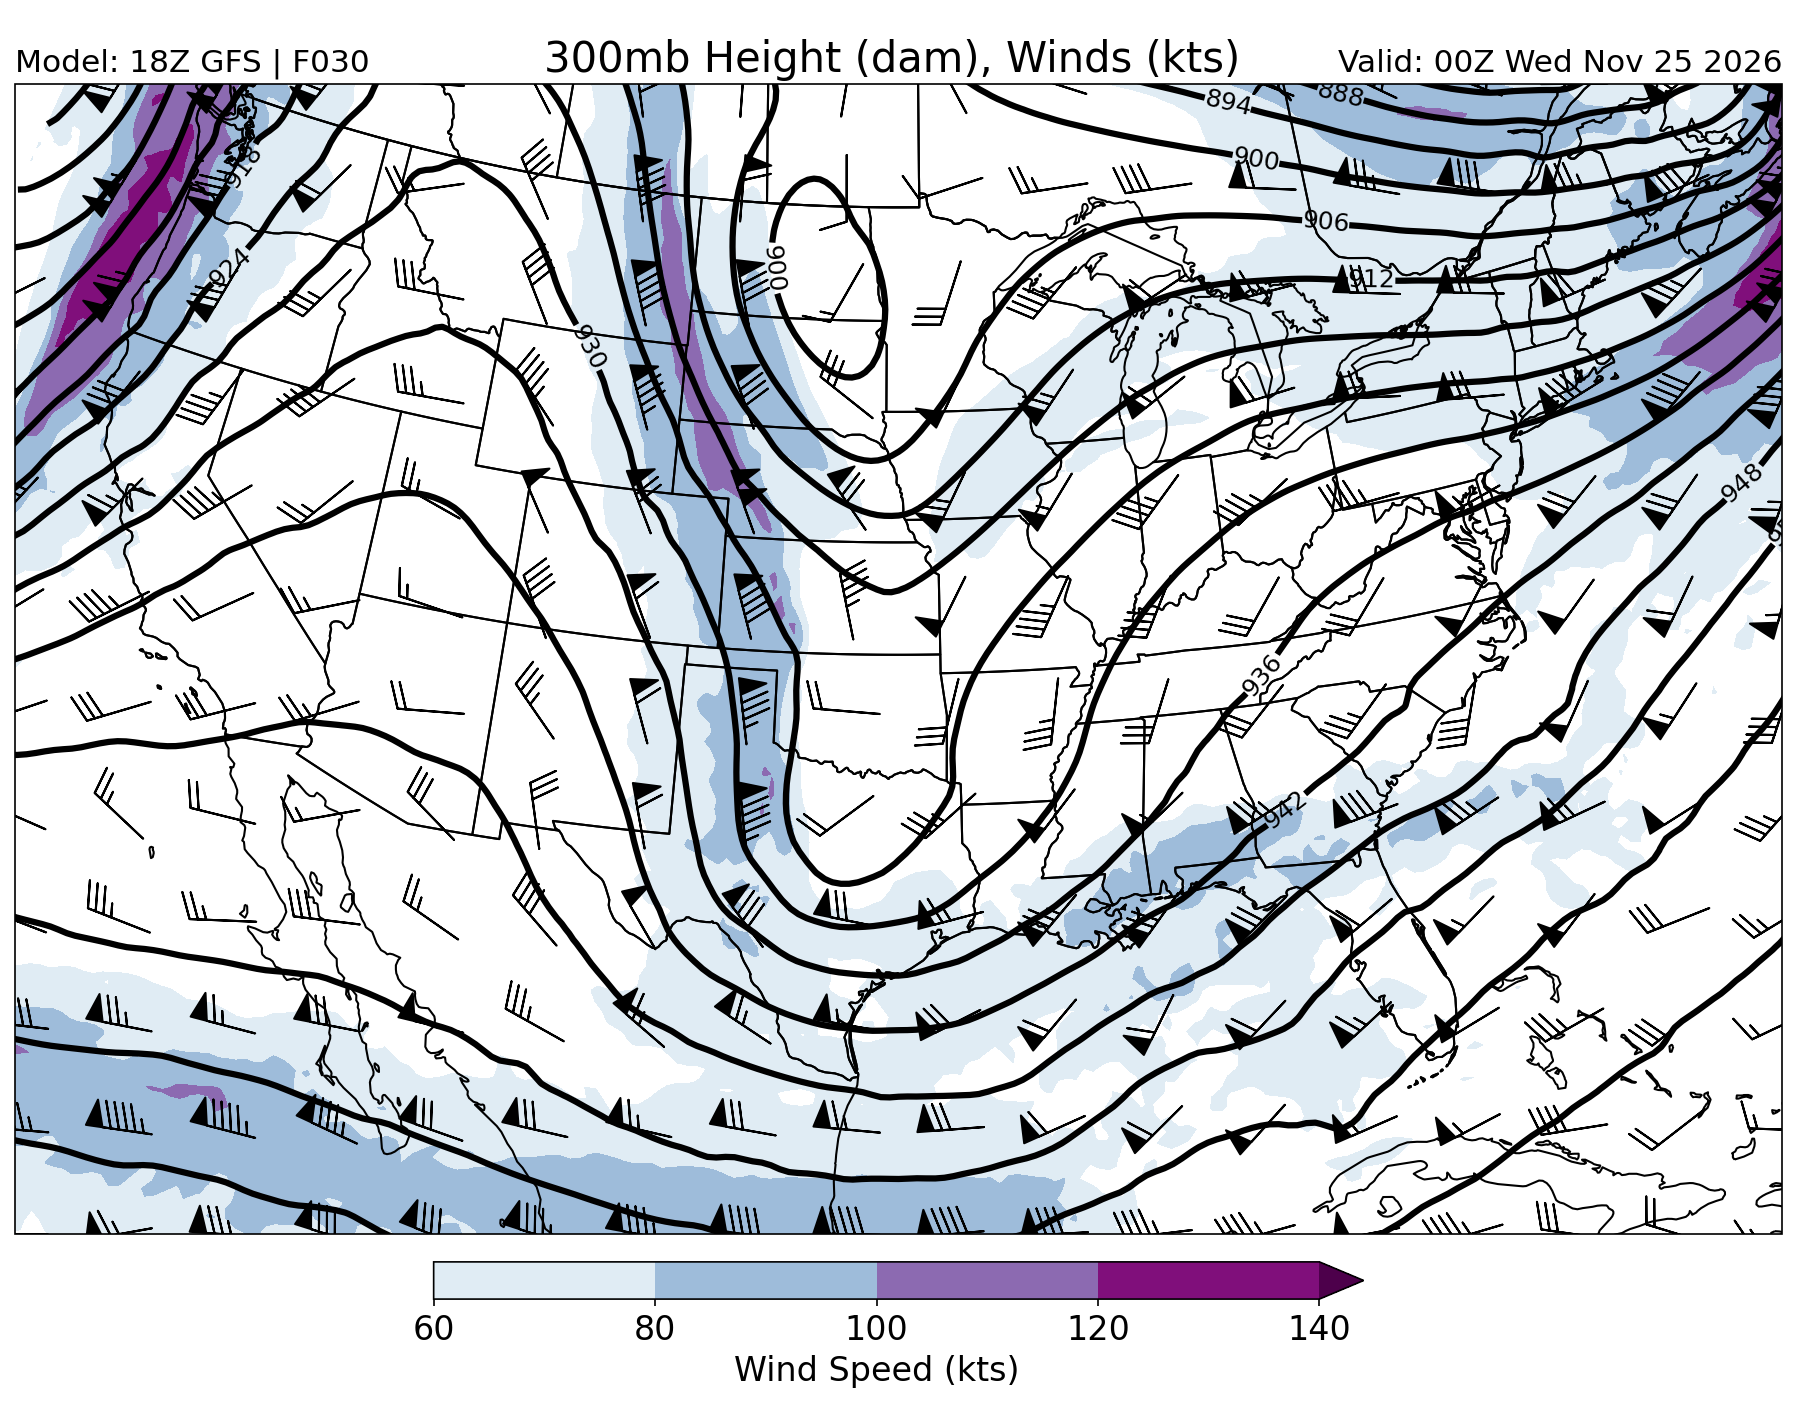 Model: 18Z GFS | F030
300mb Height (dam), Winds (kts)
Valid: 00Z Wed Nov 25 2026
888
894
900
906
912
918
924
930
900
936
942
948
60 80 100 120 140
Wind Speed (kts)